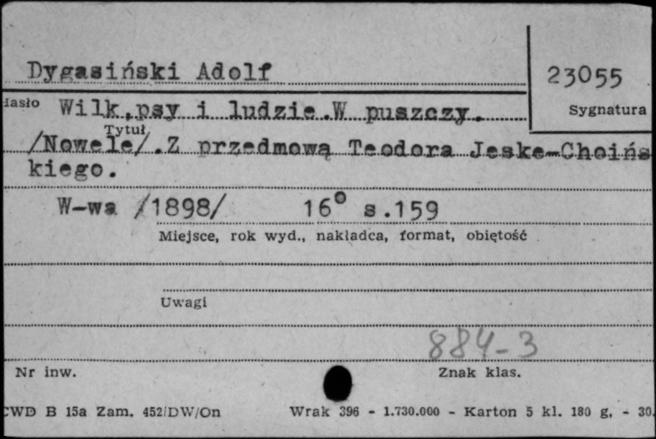 Dygasiński Adolf
23055
Hasło Wilk,psy i ludzie.W puszczy.
Sygnatura
Tytuł
/Nowele/.Z przedmową Teodora Jeske-Choińs
kiego.
W-wa /1898/ 16° s.159
Miejsce, rok wyd., nakładca, format, objętość
Uwagi
884-3
Nr inw.
Znak klas.
CWD B 15a Zam. 452/DW/On Wrak 396 - 1.730.000 - Karton 5 kl. 180 g. - 30.